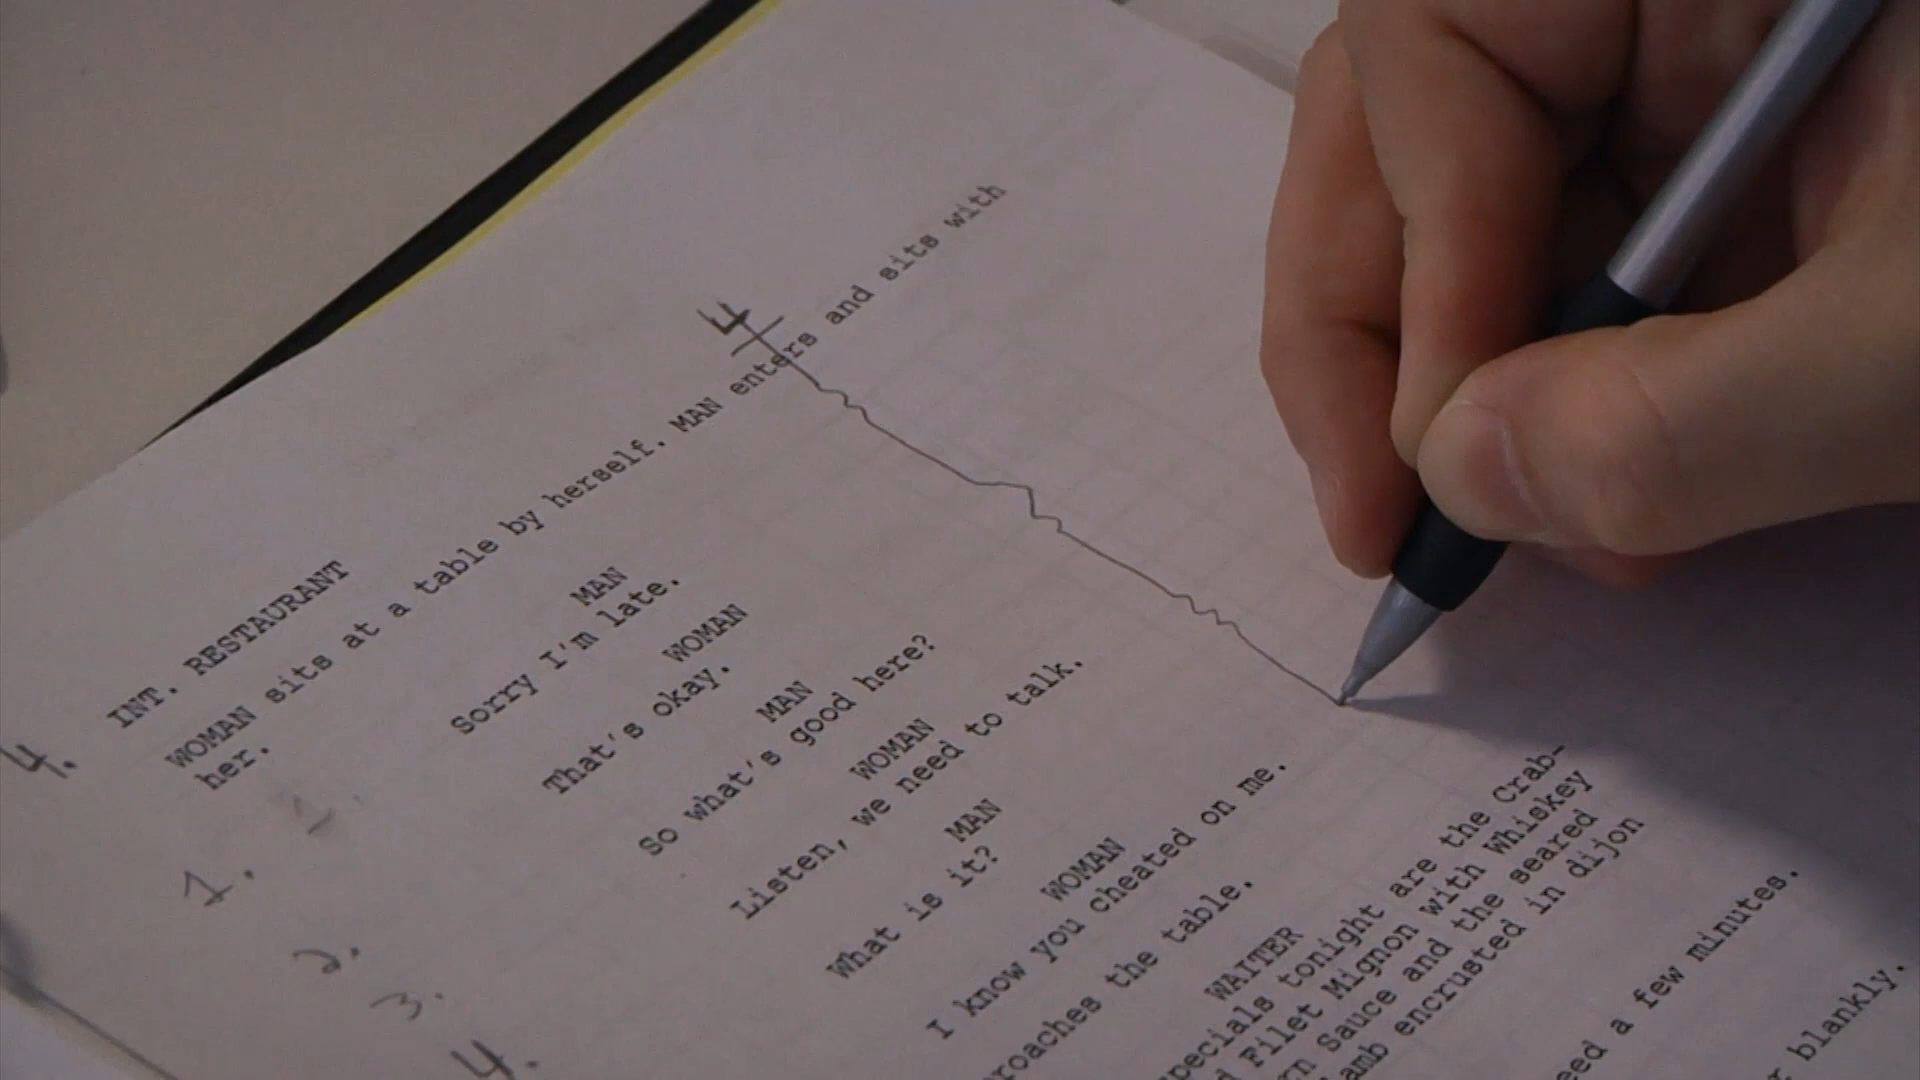 4
4.
INT. RESTAURANT
WOMAN sits at a table by herself. MAN enters and sits with
her.
1.
1.
MAN
Sorry I'm late.
WOMAN
That's okay.
2.
MAN
So what's good here?
3.
WOMAN
Listen, we need to talk.
4.
MAN
What is it?
WOMAN
I know you cheated on me.
the table.
WAITER
tonight are the Crab-
Filet Mignon with Whiskey
Sauce and the seared
encrusted in dijon
a few minutes.
blankly.